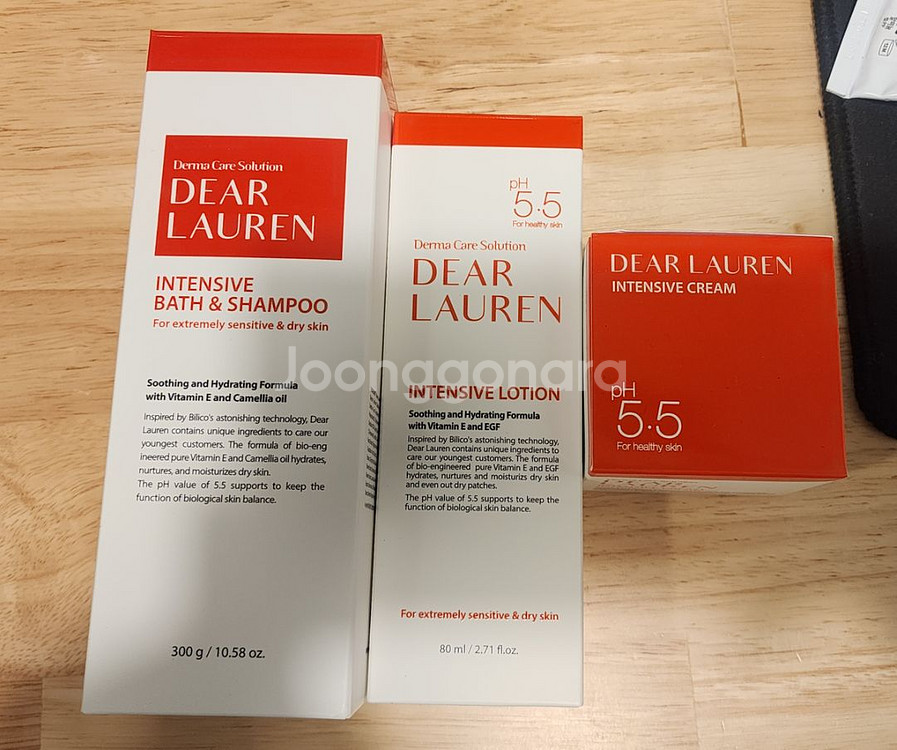 Derma Care Solution
DEAR
LAUREN
INTENSIVE
BATH & SHAMPOO
For extremely sensitive & dry skin
Soothing and Hydrating Formula
with Vitamin E and Camellia oil
Inspired by Bilico's astonishing technology, Dear
Lauren contains unique ingredients to care our
youngest customers. The formula of bio-eng
ineered pure Vitamin E and Camellia oil hydrates,
nurtures, and moisturizes dry skin.
The pH value of 5.5 supports to keep the
function of biological skin balance.
300 g / 10.58 oz.
pH
5.5
For healthy skin
Derma Care Solution
DEAR
LAUREN
INTENSIVE LOTION
Soothing and Hydrating Formula
with Vitamin E and EGF
Inspired by Bilico's astonishing technology,
Dear Lauren contains unique ingredients to
care our youngest customers. The formula
of bio-engineered pure Vitamin E and EGF
hydrates, nurtures and moisturizs dry skin
and even out dry patches.
The pH value of 5.5 supports to keep the
function of biological skin balance.
For extremely sensitive & dry skin
80 ml / 2.71 fl.oz.
DEAR LAUREN
INTENSIVE CREAM
pH
5.5
For healthy skin
Joonggonara